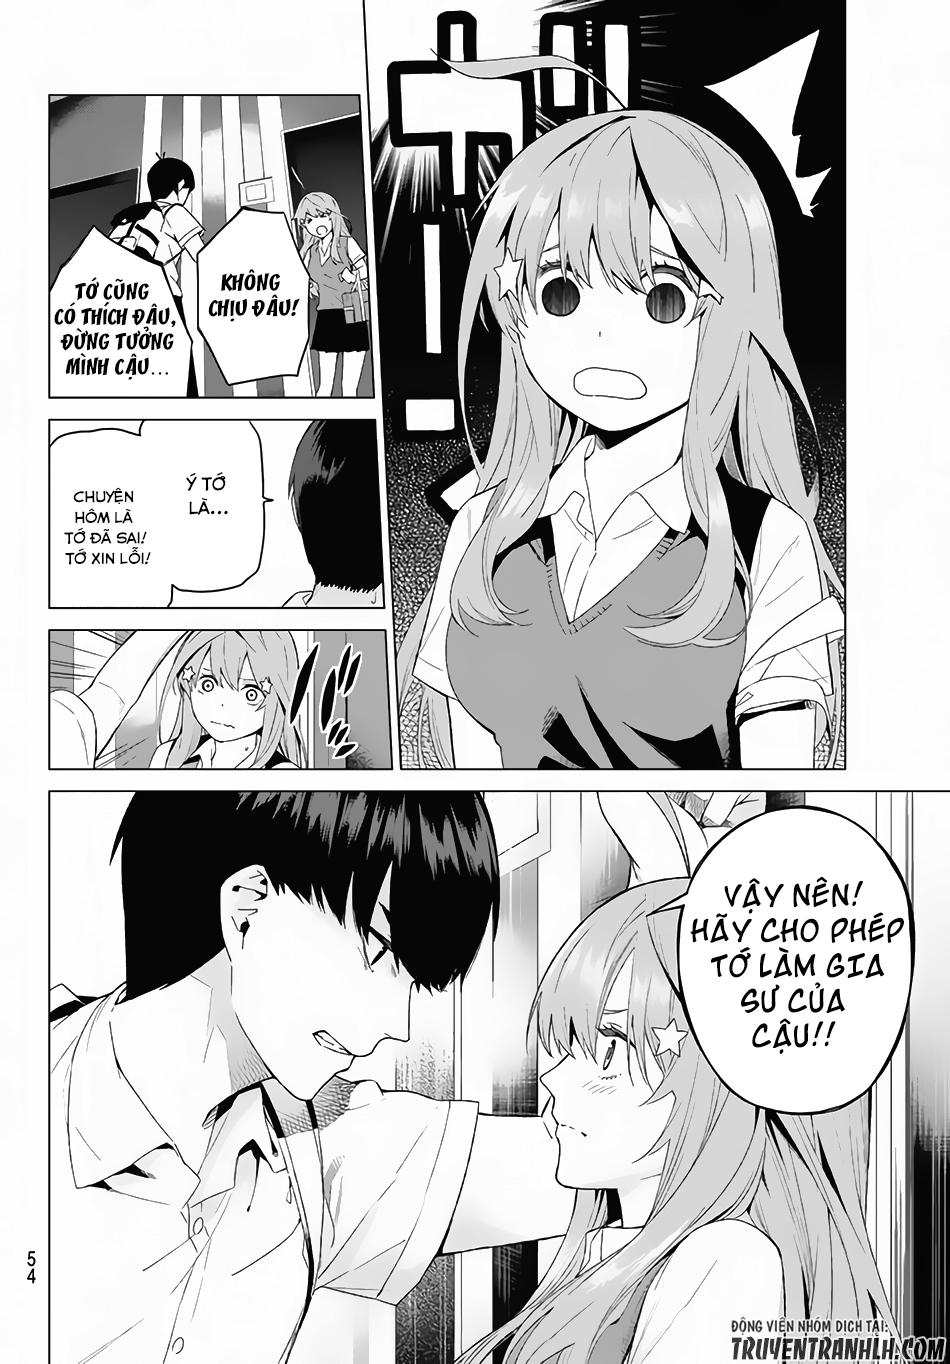 KHÔNG
CHỊU ĐÂU!
TỚ CŨNG
CÓ THÍCH ĐÂU,
ĐỪNG TƯỞNG
MÌNH CẬU...
Ý TỚ
LÀ...
CHUYỆN
HÔM LÀ
TỚ ĐÃ SAI!
TỚ XIN LỖI!
VẬY NÊN!
HÃY CHO PHÉP
TỚ LÀM GIA
SƯ CỦA
CẬU!!
54
ĐỘNG VIÊN NHÓM DỊCH TẠI:
TRUYENTRANHLH.COM